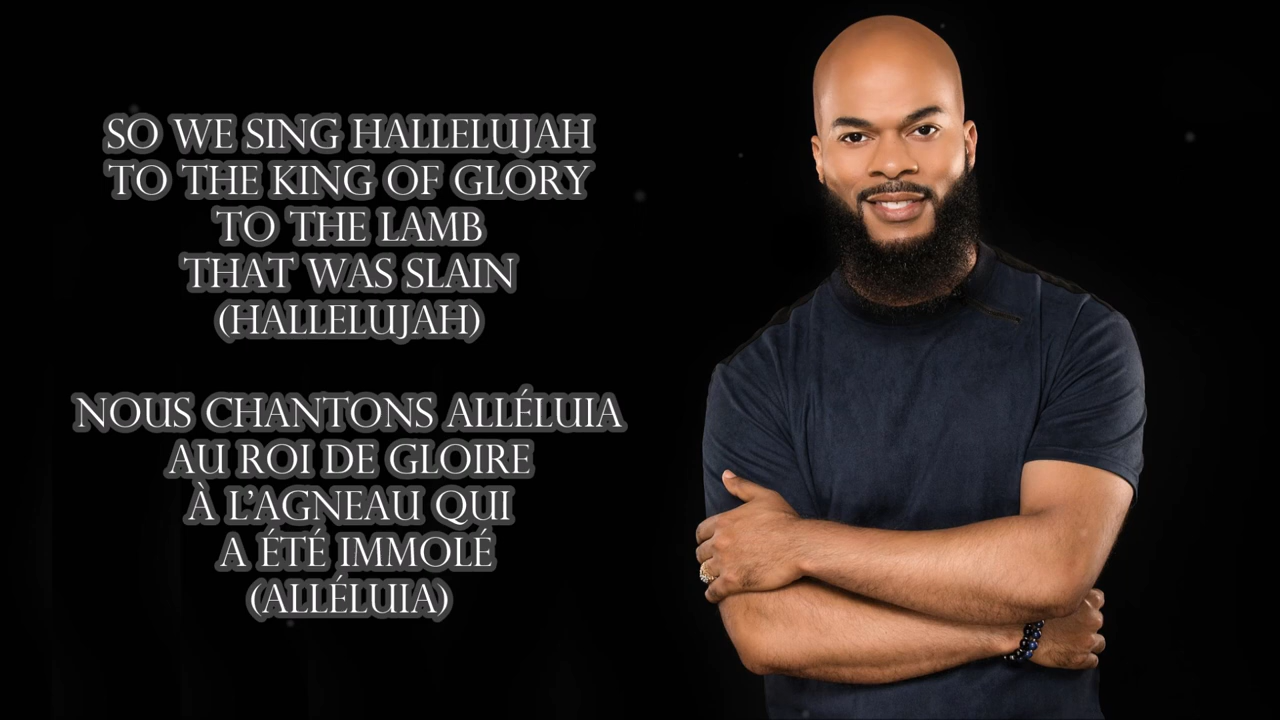 SO WE SING HALLELUJAH
TO THE KING OF GLORY
TO THE LAMB
THAT WAS SLAIN
(HALLELUJAH)
NOUS CHANTONS ALLÉLUIA
AU ROI DE GLOIRE
À L'AGNEAU QUI
A ÉTÉ IMMOLÉ
(ALLÉLUIA)